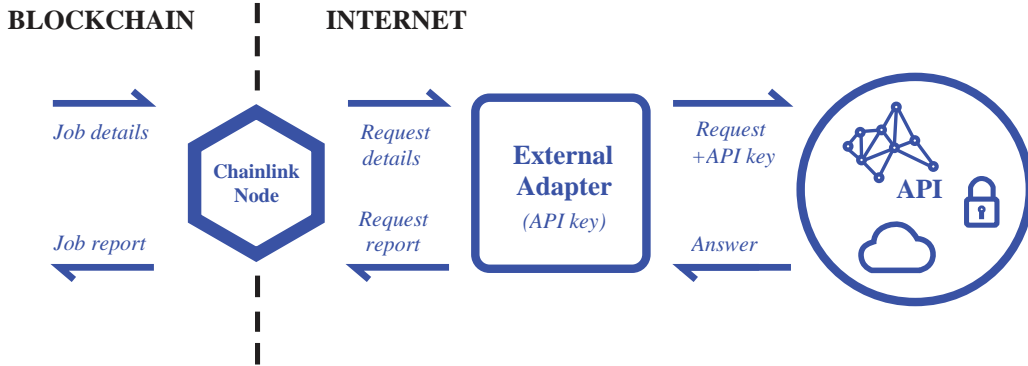 BLOCKCHAIN
INTERNET
Job details
Job report
Chainlink
Node
Request
details
Request
report
External
Adapter
(API key)
Request
+API key
Answer
API